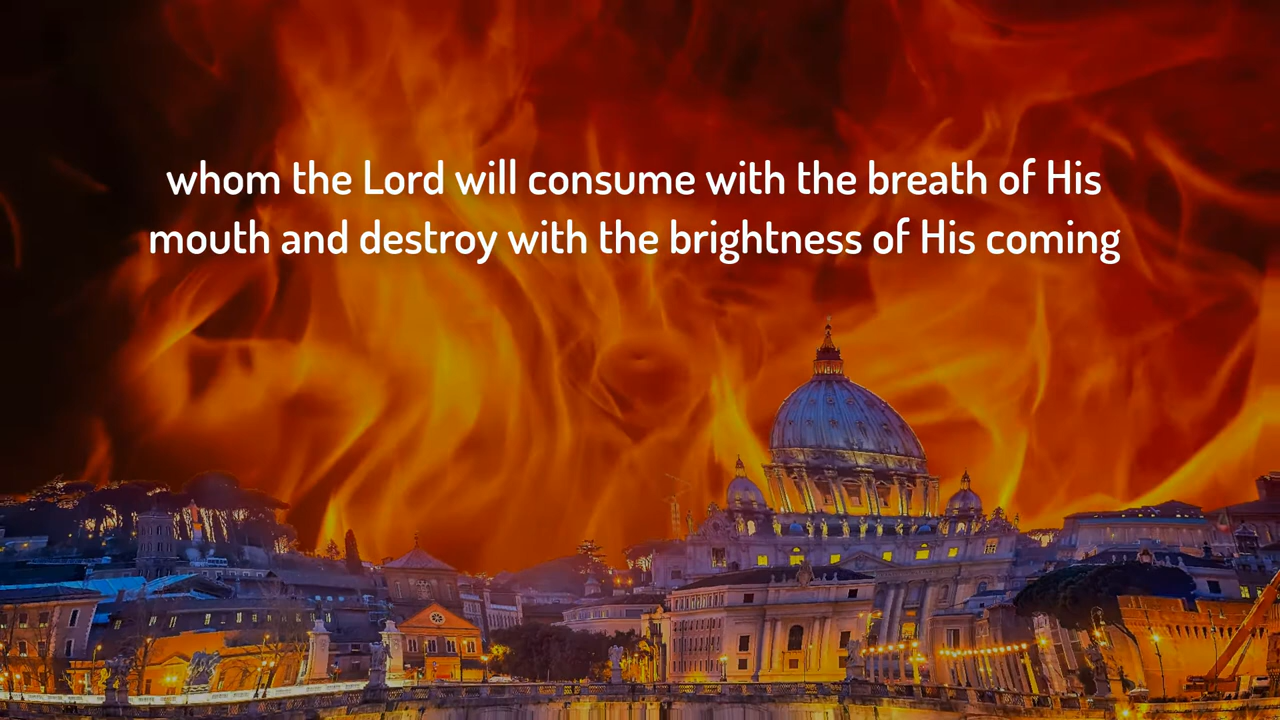 whom the Lord will consume with the breath of His
mouth and destroy with the brightness of His coming